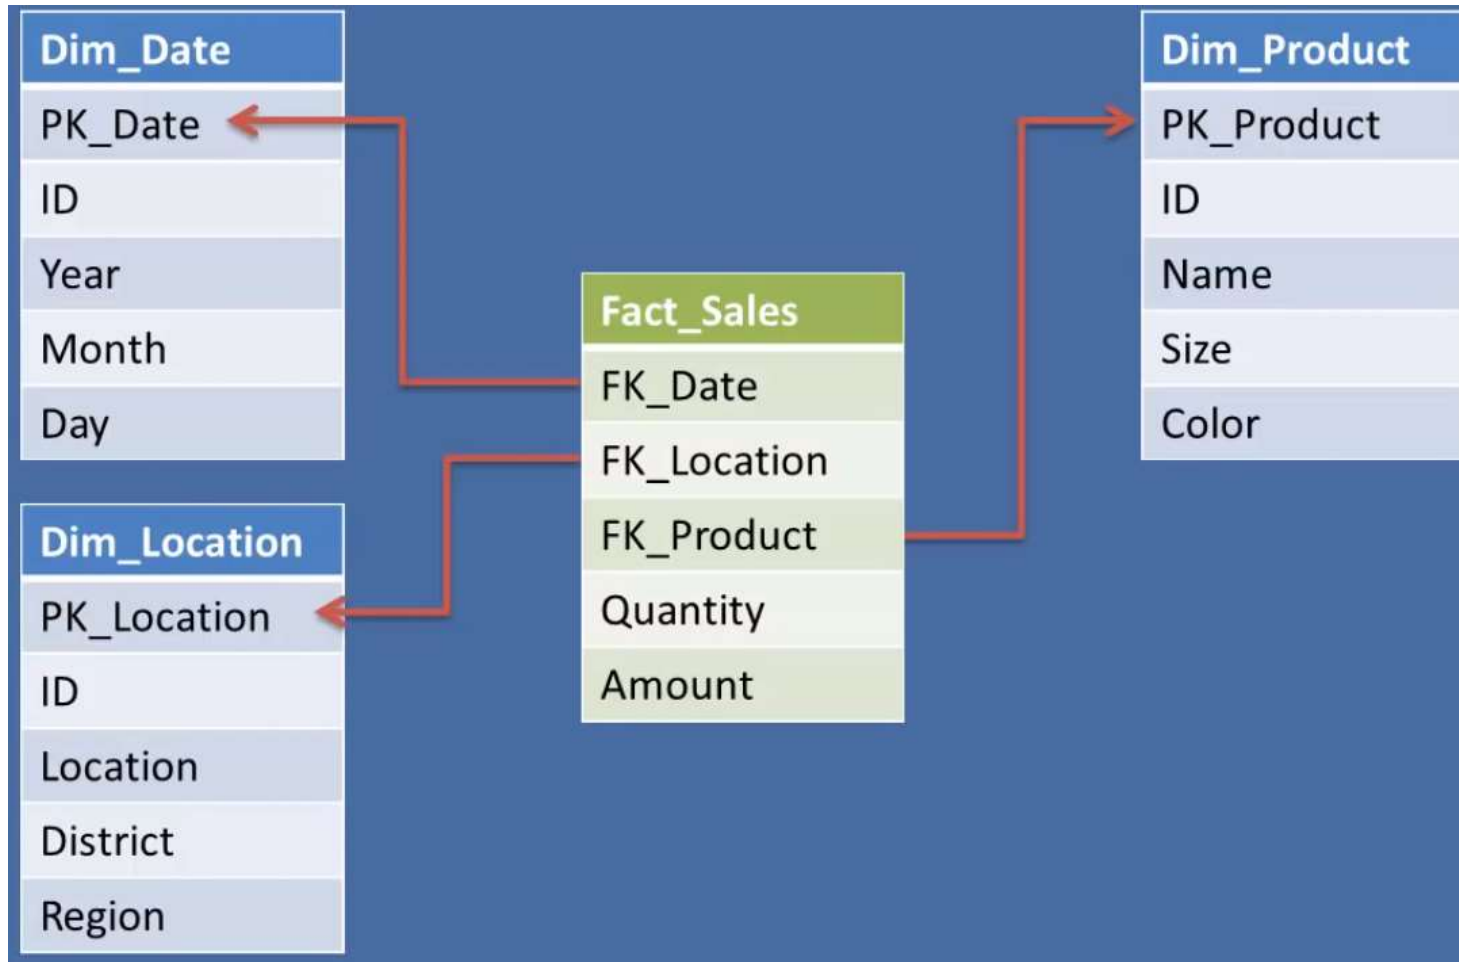 Dim_Date
PK_Date
ID
Year
Month
Day
Dim_Location
PK_Location
ID
Location
District
Region
Fact_Sales
FK_Date
FK_Location
FK_Product
Quantity
Amount
Dim_Product
PK_Product
ID
Name
Size
Color